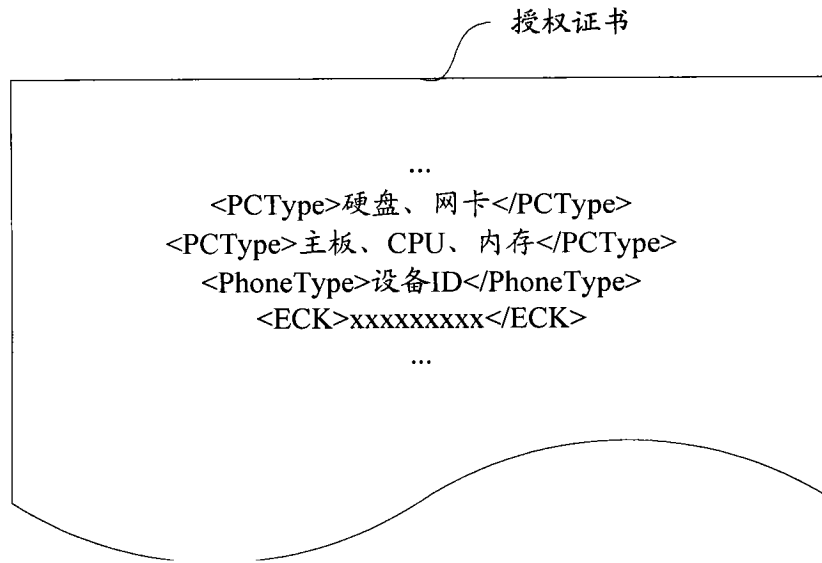 授权证书
...
<PCType>硬盘、网卡</PCType>
<PCType>主板、CPU、内存</PCType>
<PhoneType>设备ID</PhoneType>
<ECK>xxxxxxxxx</ECK>
...